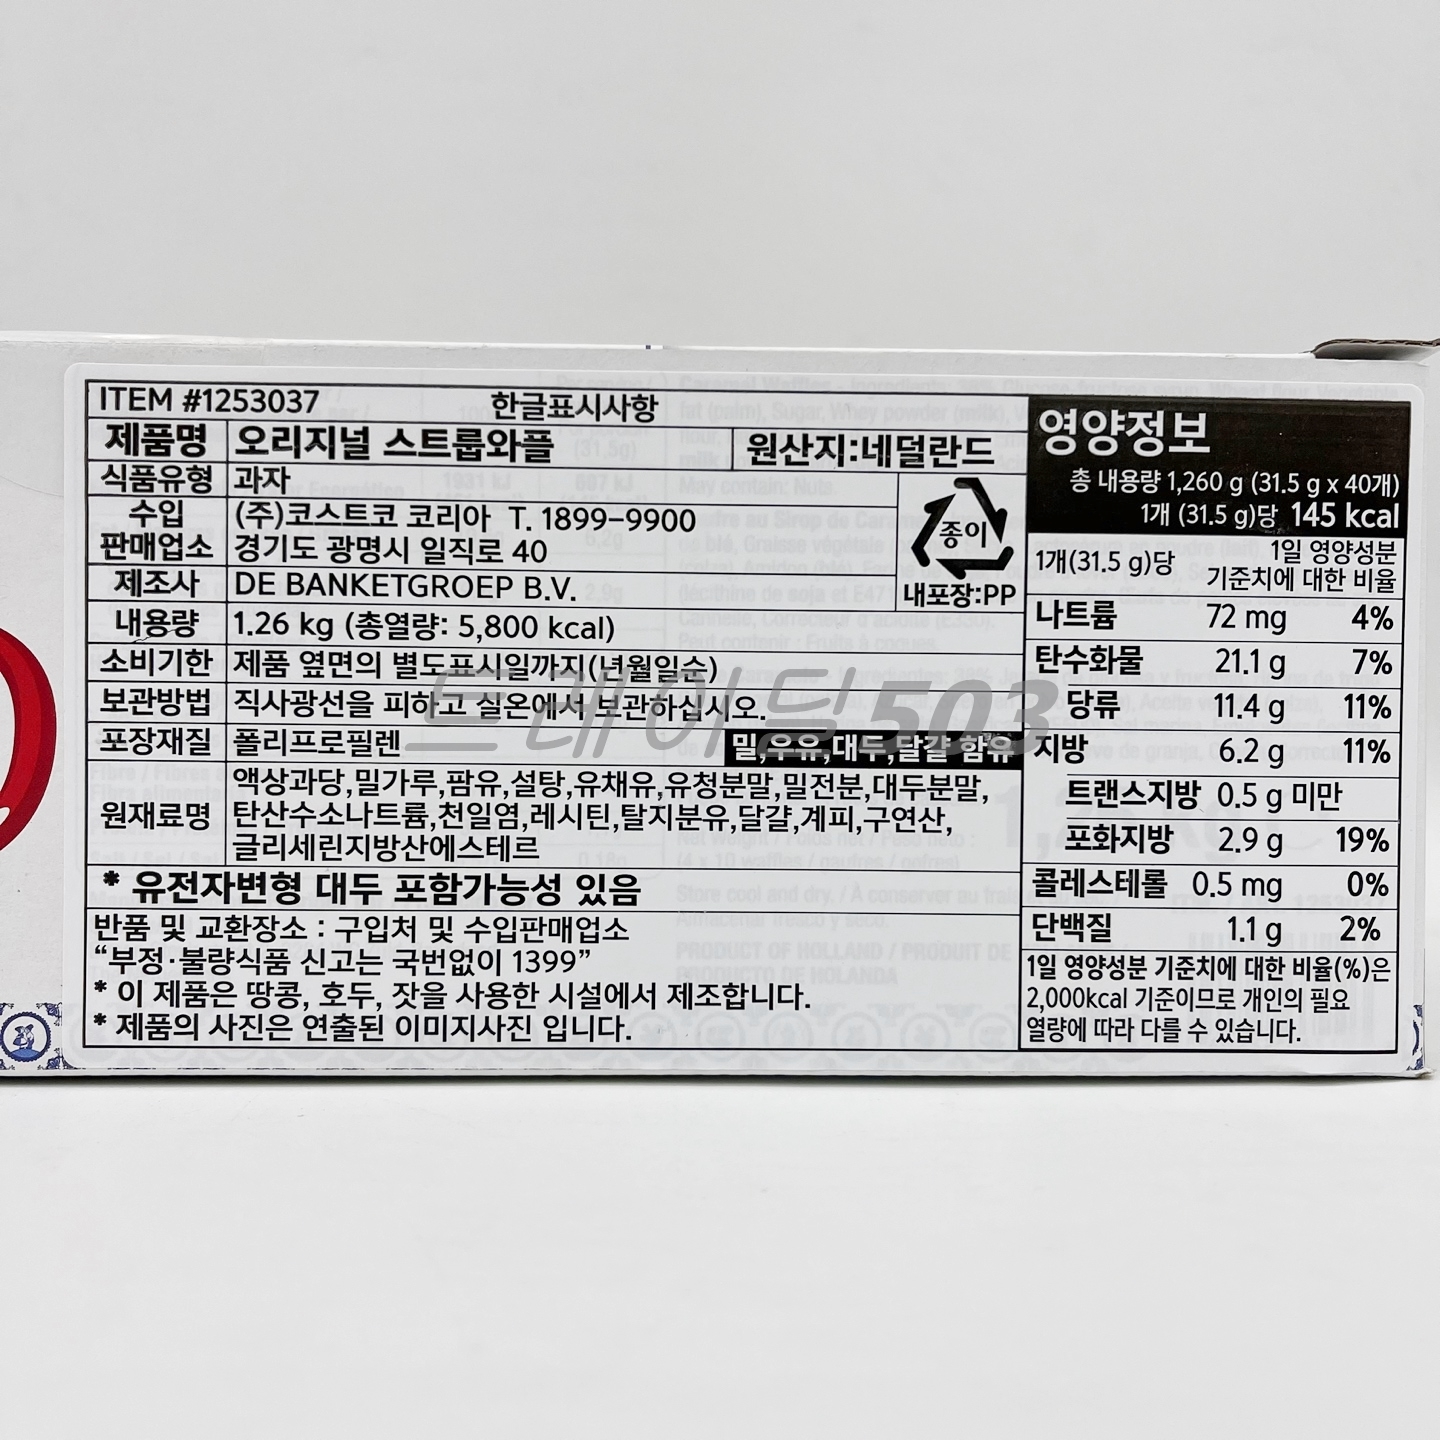 ITEM #1253037 한글표시사항
제품명 오리지널 스트룹와플 원산지:네덜란드
식품유형 과자
수입 판매업소 (주)코스트코 코리아 T. 1899-9900
경기도 광명시 일직로 40
종이
내포장:PP
제조사 DE BANKETGROEP B.V.
내용량 1.26 kg (총열량: 5,800 kcal)
소비기한 제품 옆면의 별도표시일까지(년월일순)
보관방법 직사광선을 피하고 실온에서 보관하십시오.
포장재질 폴리프로필렌 밀,우유,대두,달걀 함유
원재료명 액상과당,밀가루,팜유,설탕,유채유,유청분말,밀전분,대두분말,
탄산수소나트륨,천일염,레시틴,탈지분유,달걀,계피,구연산,
글리세린지방산에스테르
* 유전자변형 대두 포함가능성 있음
반품 및 교환장소 : 구입처 및 수입판매업소
“부정·불량식품 신고는 국번없이 1399”
* 이 제품은 땅콩, 호두, 잣을 사용한 시설에서 제조합니다.
* 제품의 사진은 연출된 이미지사진 입니다.
영양정보
총 내용량 1,260 g (31.5 g x 40개)
1개 (31.5 g)당 145 kcal
1개(31.5 g)당 1일 영양성분
기준치에 대한 비율
나트륨 72 mg 4%
탄수화물 21.1 g 7%
당류 11.4 g 11%
지방 6.2 g 11%
트랜스지방 0.5 g 미만
포화지방 2.9 g 19%
콜레스테롤 0.5 mg 0%
단백질 1.1 g 2%
1일 영양성분 기준치에 대한 비율(%)은
2,000kcal 기준이므로 개인의 필요
열량에 따라 다를 수 있습니다.
트레이딩503